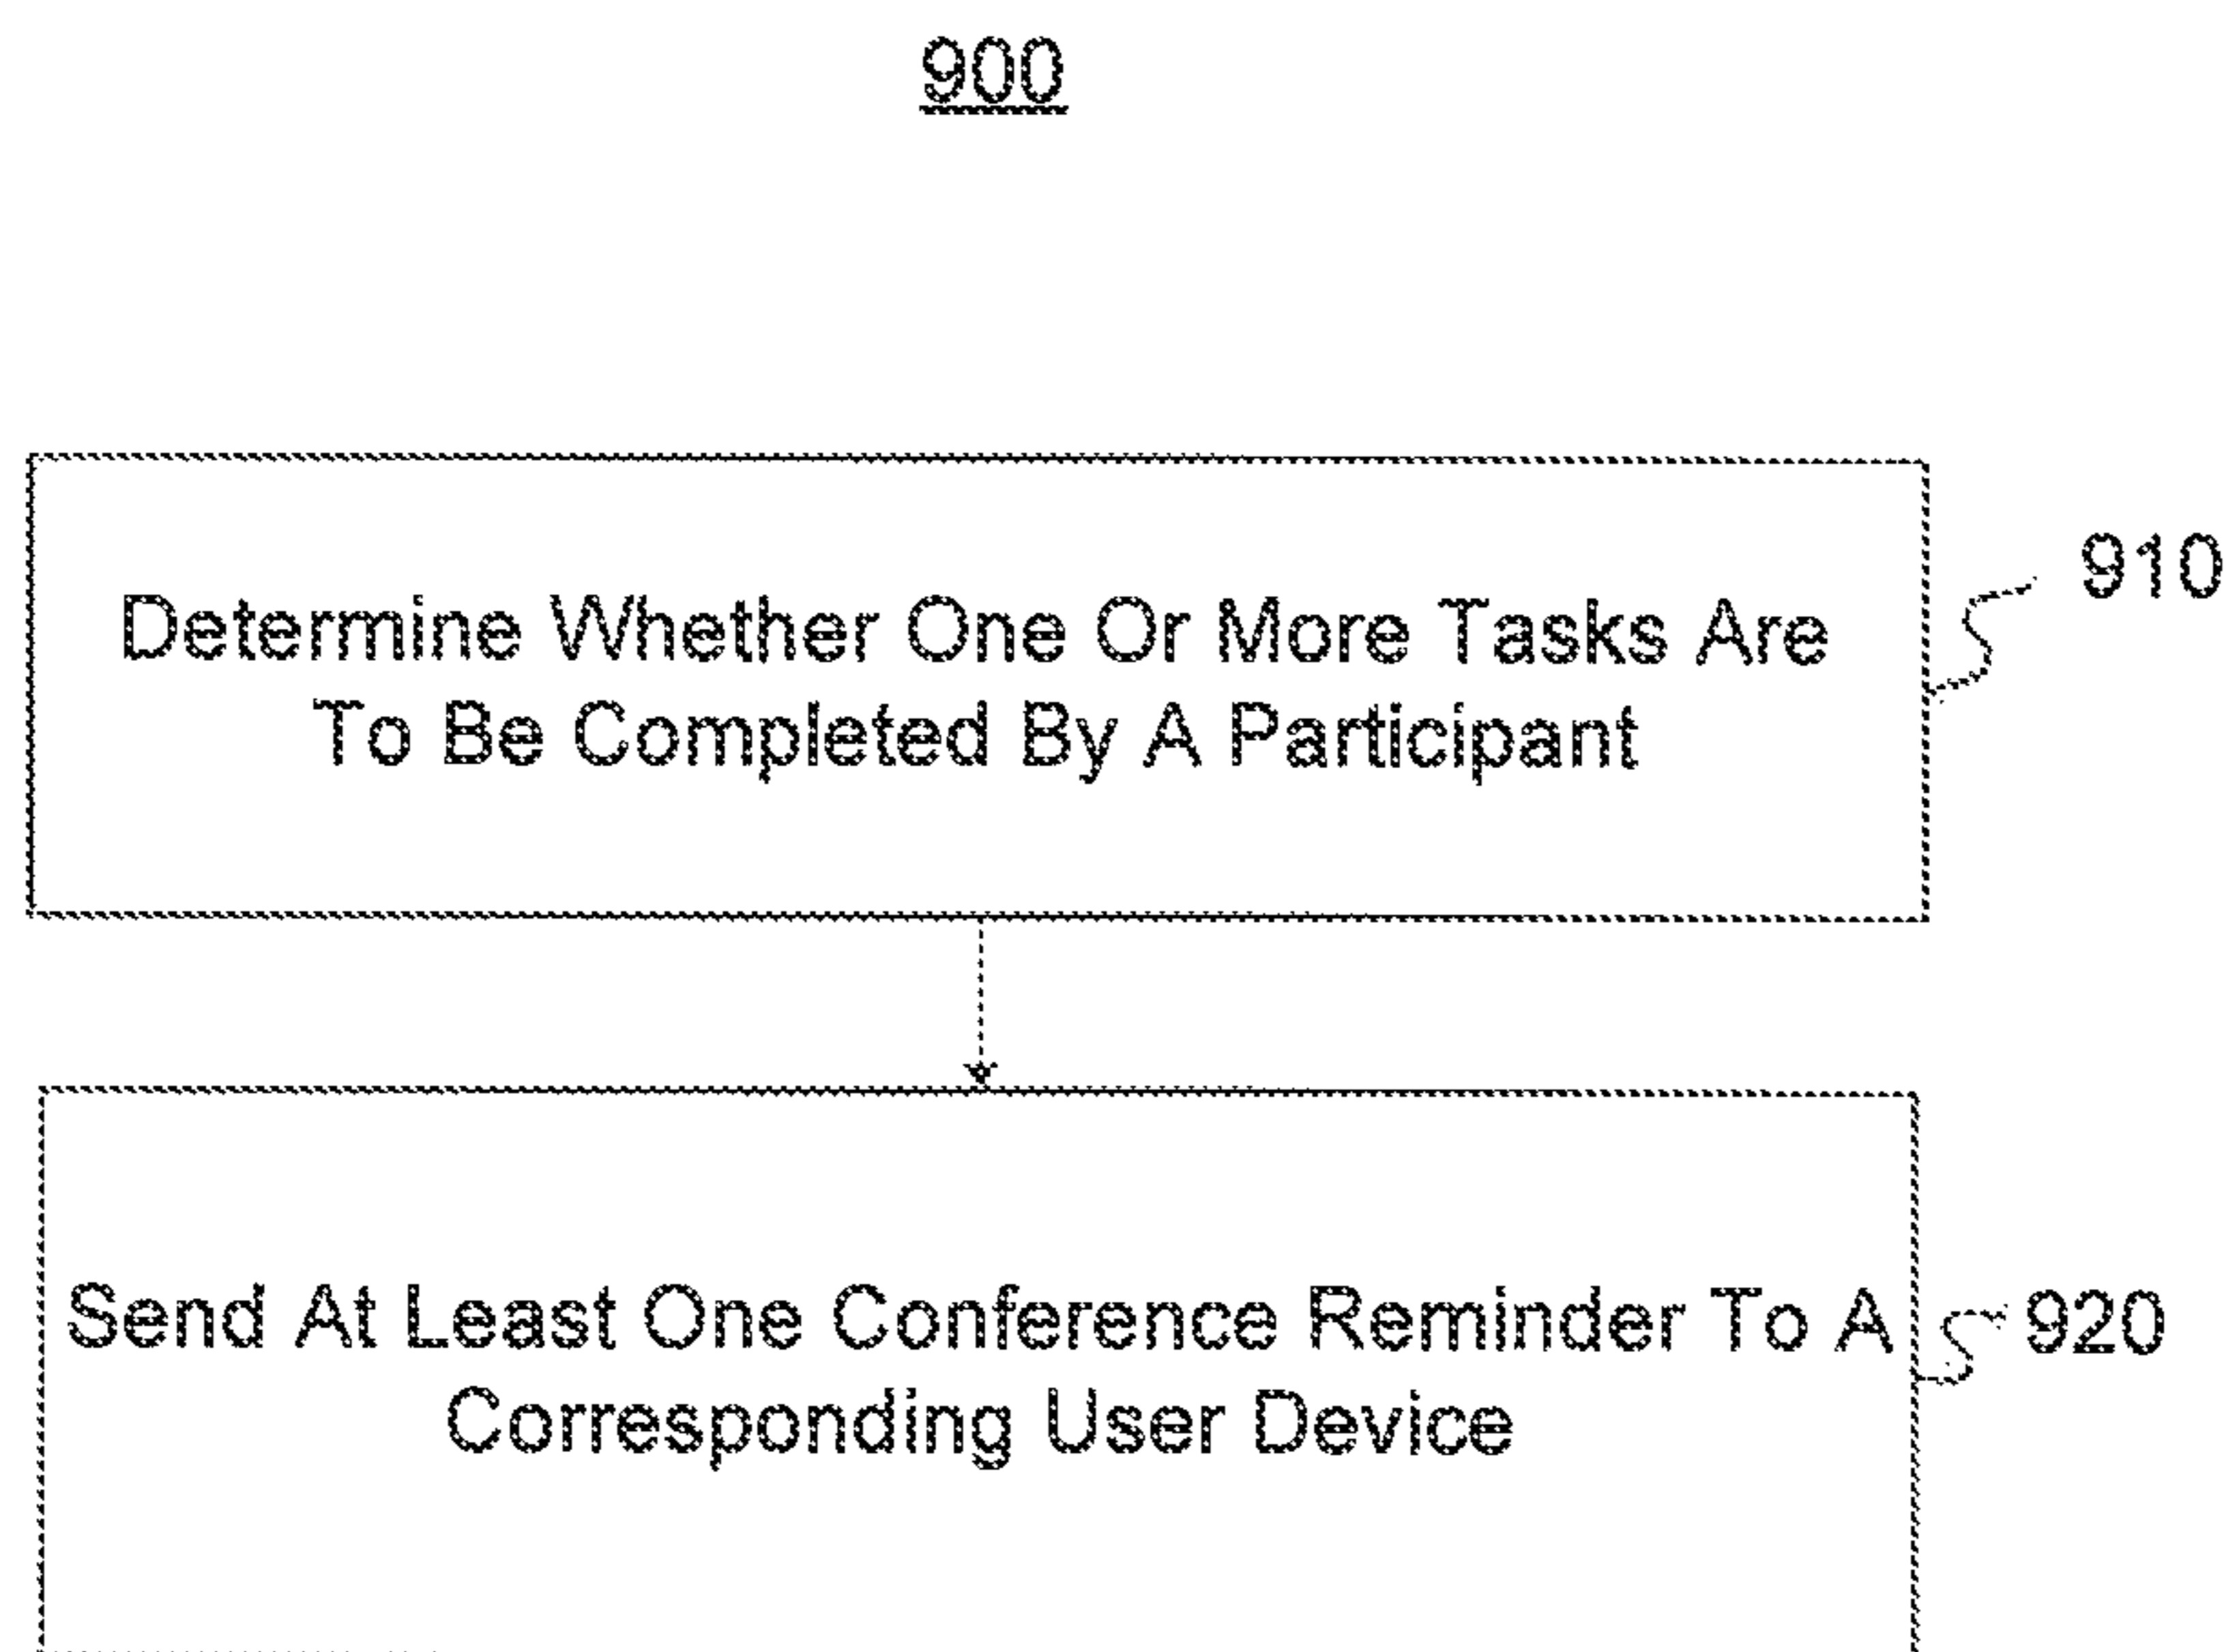 900
Determine Whether One Or More Tasks Are
To Be Completed By A Participant
910
Send At Least One Conference Reminder To A
Corresponding User Device
920